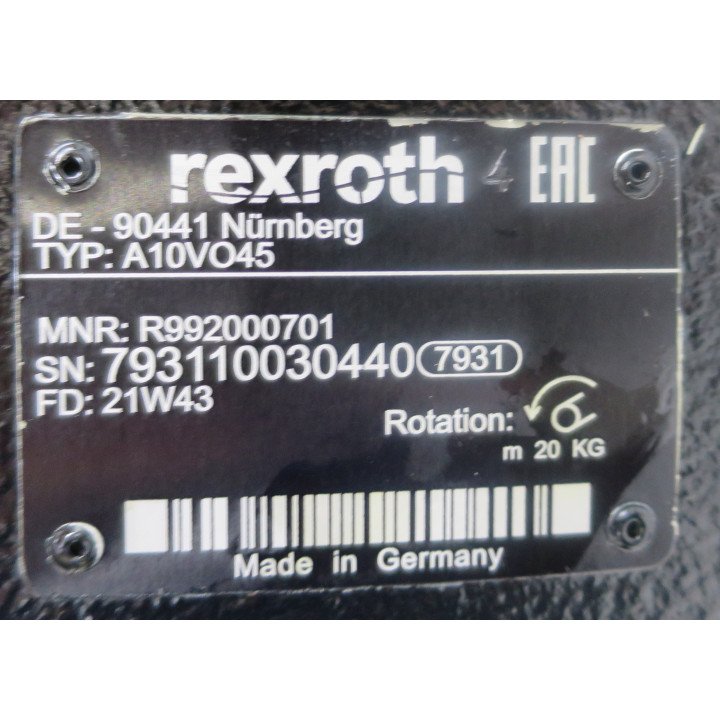 rexroth 4 EAC
DE - 90441 Nürnberg
TYP: A10VO45
MNR: R992000701
SN: 793110030440 7931
FD: 21W43
Rotation:
m 20 KG
Made in Germany